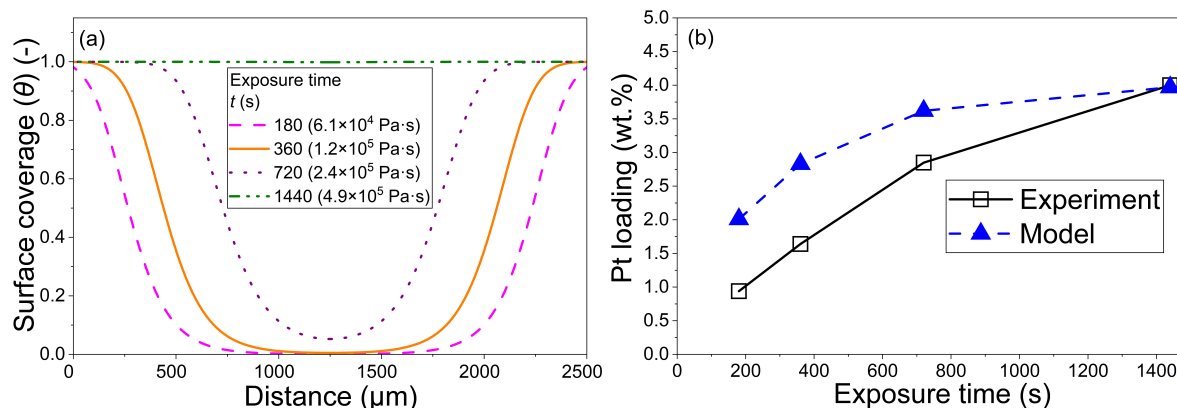 (a)
Surface coverage (θ) (-)
1.0
0.8
0.6
0.4
0.2
0.0
Exposure time
t (s)
180 (6.1×10⁴ Pa·s)
360 (1.2×10⁵ Pa·s)
720 (2.4×10⁵ Pa·s)
1440 (4.9×10⁵ Pa·s)
0 500 1000 1500 2000 2500
Distance (μm)
(b)
Pt loading (wt.%)
5.0
4.5
4.0
3.5
3.0
2.5
2.0
1.5
1.0
0.5
0.0
Experiment
Model
0 200 400 600 800 1000 1200 1400
Exposure time (s)